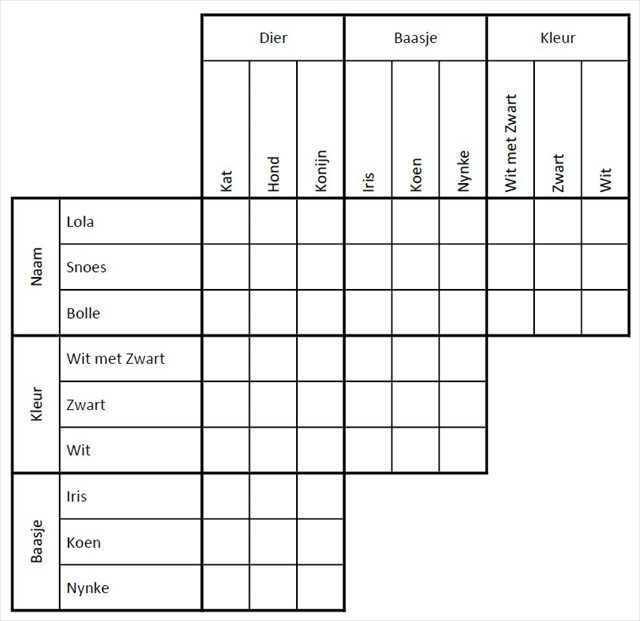 Dier Baasje Kleur
Kat Hond Konijn Iris Koen Nynke Wit met Zwart Zwart Wit
Naam
Lola
Snoes
Bolle
Kleur
Wit met Zwart
Zwart
Wit
Baasje
Iris
Koen
Nynke